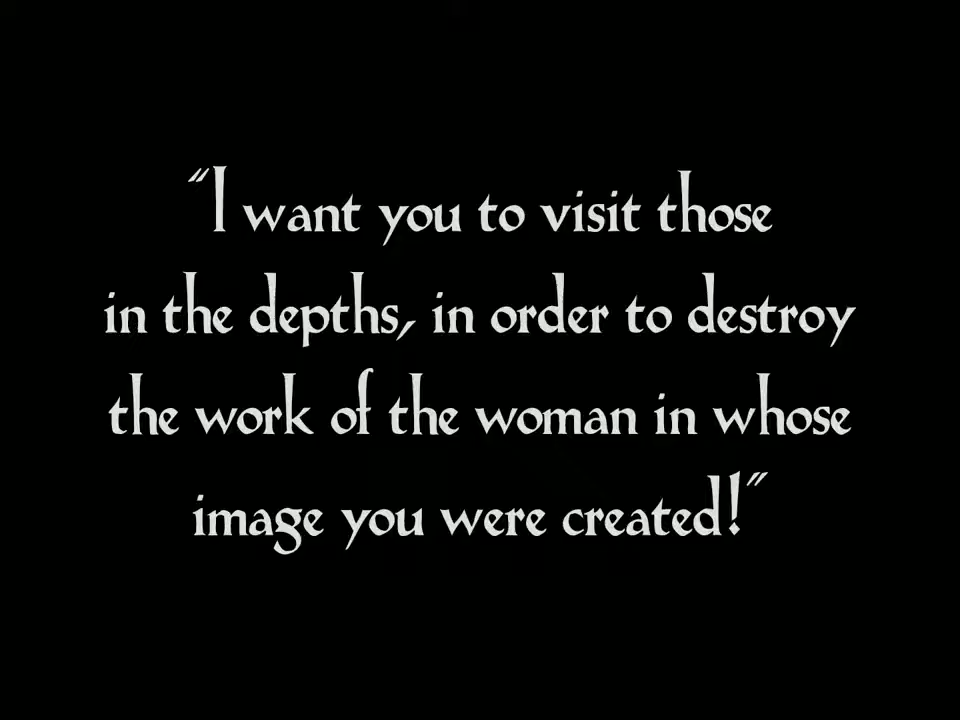 “I want you to visit those
in the depths, in order to destroy
the work of the woman in whose
image you were created!”